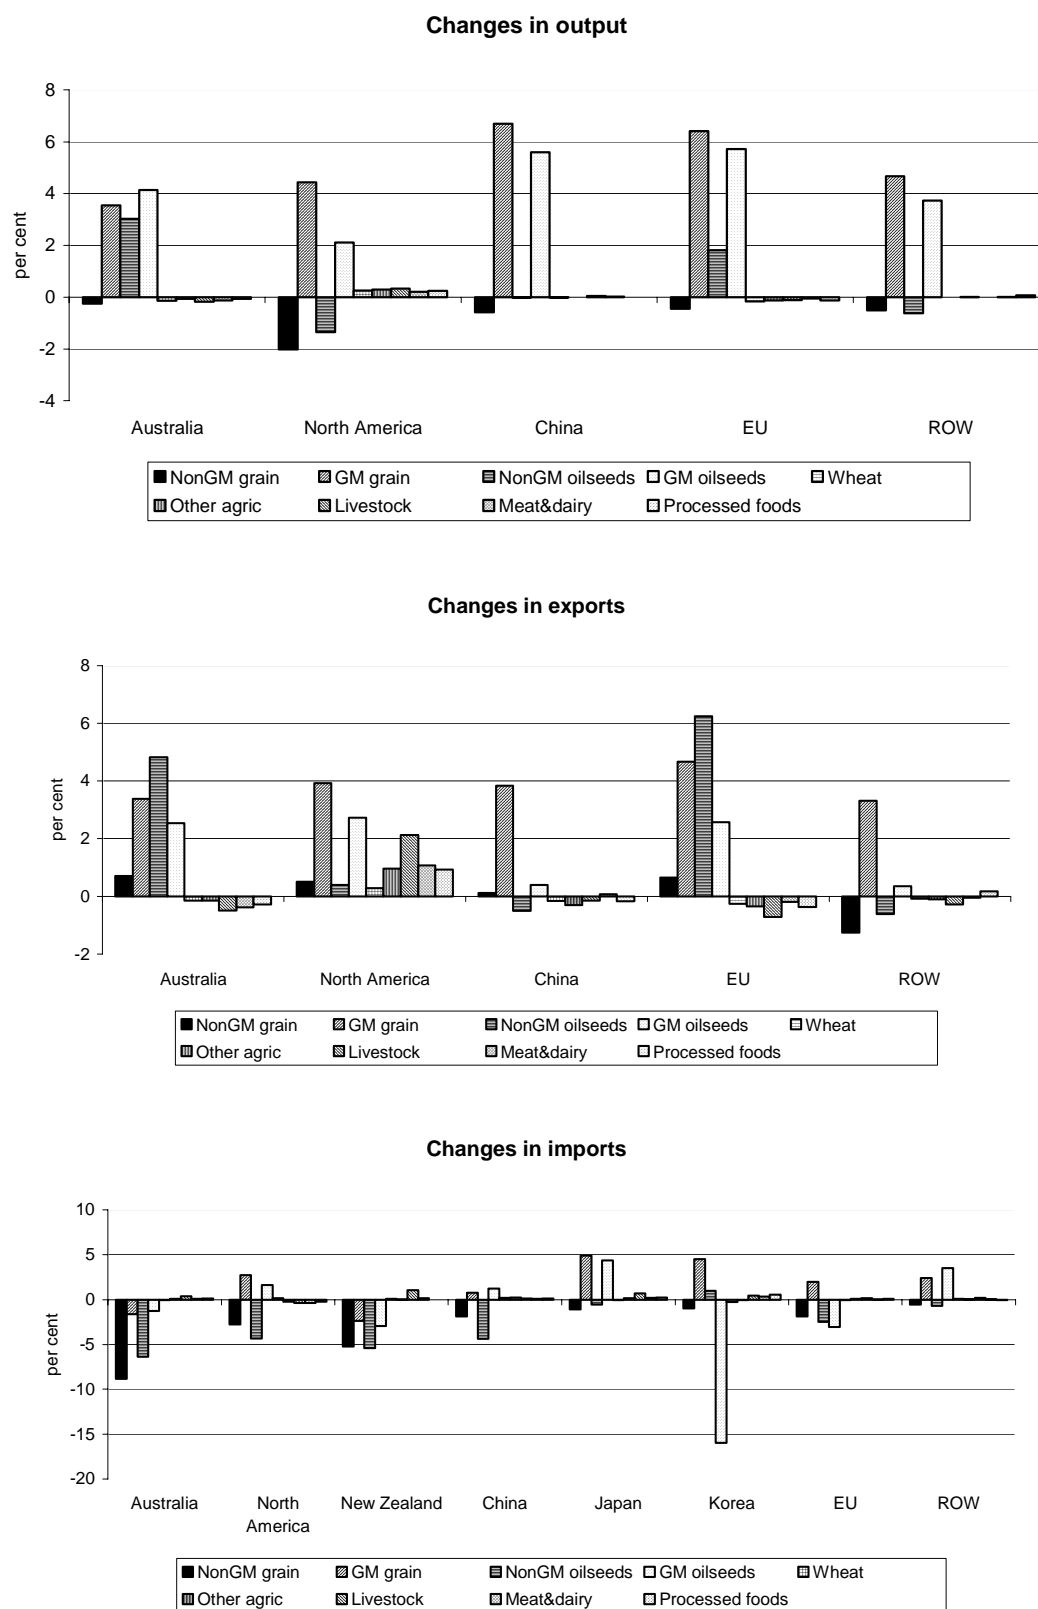 Changes in output
8
6
4
2
0
-2
-4
per cent
Australia North America China EU ROW
NonGM grain GM grain NonGM oilseeds GM oilseeds Wheat
Other agric Livestock Meat&dairy Processed foods
Changes in exports
8
6
4
2
0
-2
per cent
Australia North America China EU ROW
NonGM grain GM grain NonGM oilseeds GM oilseeds Wheat
Other agric Livestock Meat&dairy Processed foods
Changes in imports
10
5
0
-5
-10
-15
-20
per cent
Australia North New Zealand China Japan Korea EU ROW
America
NonGM grain GM grain NonGM oilseeds GM oilseeds Wheat
Other agric Livestock Meat&dairy Processed foods